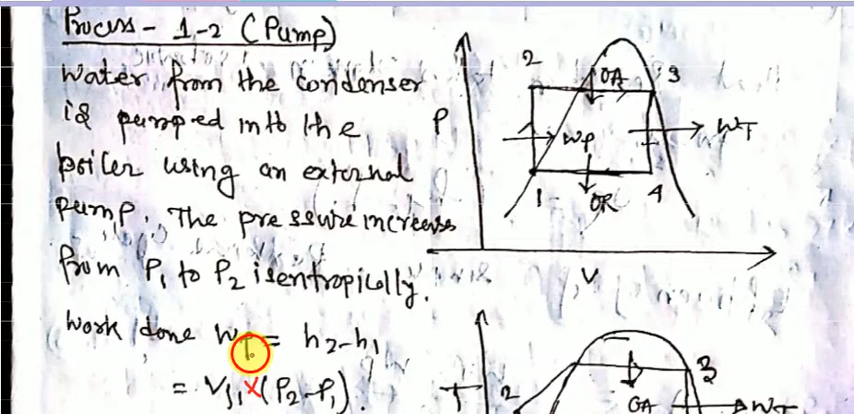 Process - 1-2 (Pump)
Water from the condenser
is pumped into the
boiler using an external
pump. The pressure increases
from P₁ to P₂ isentropically.
Work done Wp = h₂-h₁
= Vf₁ × (P₂-P₁).
P
2
QA
3
Wp
WT
1
QR
4
V
T
2
3
QA
WT